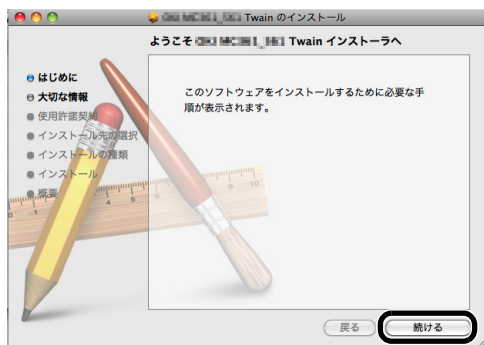 Twain のインストール
ようこそ Twain インストーラへ
はじめに
大切な情報
使用許諾契約
インストール先の選択
インストールの種類
インストール
概要
このソフトウェアをインストールするために必要な手
順が表示されます。
戻る
続ける